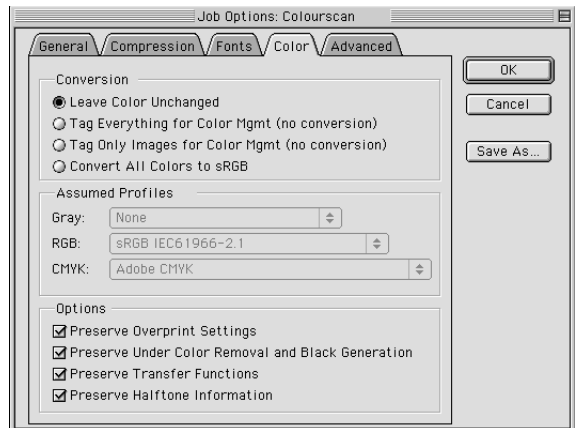 Job Options: Colourscan
General Compression Fonts Color Advanced
Conversion
Leave Color Unchanged
Tag Everything for Color Mgmt (no conversion)
Tag Only Images for Color Mgmt (no conversion)
Convert All Colors to sRGB
Assumed Profiles
Gray: None
RGB: sRGB IEC61966-2.1
CMYK: Adobe CMYK
Options
Preserve Overprint Settings
Preserve Under Color Removal and Black Generation
Preserve Transfer Functions
Preserve Halftone Information
OK
Cancel
Save As...